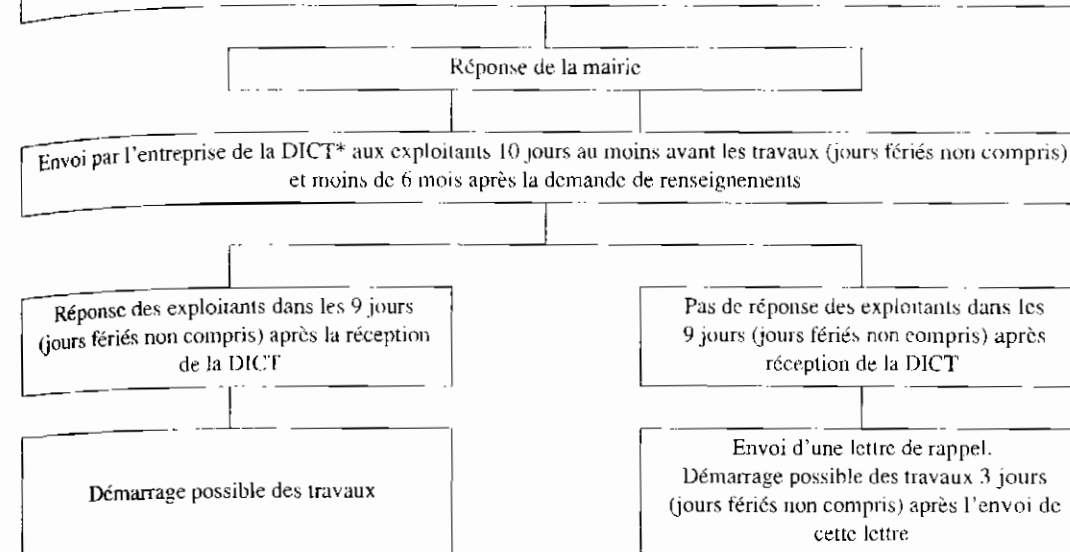 Réponse de la mairie
Envoi par l'entreprise de la DICT* aux exploitants 10 jours au moins avant les travaux (jours fériés non compris)
et moins de 6 mois après la demande de renseignements
Réponse des exploitants dans les 9 jours
(jours fériés non compris) après la réception
de la DICT
Pas de réponse des exploitants dans les
9 jours (jours fériés non compris) après
réception de la DICT
Démarrage possible des travaux
Envoi d'une lettre de rappel.
Démarrage possible des travaux 3 jours
(jours fériés non compris) après l'envoi de
cette lettre